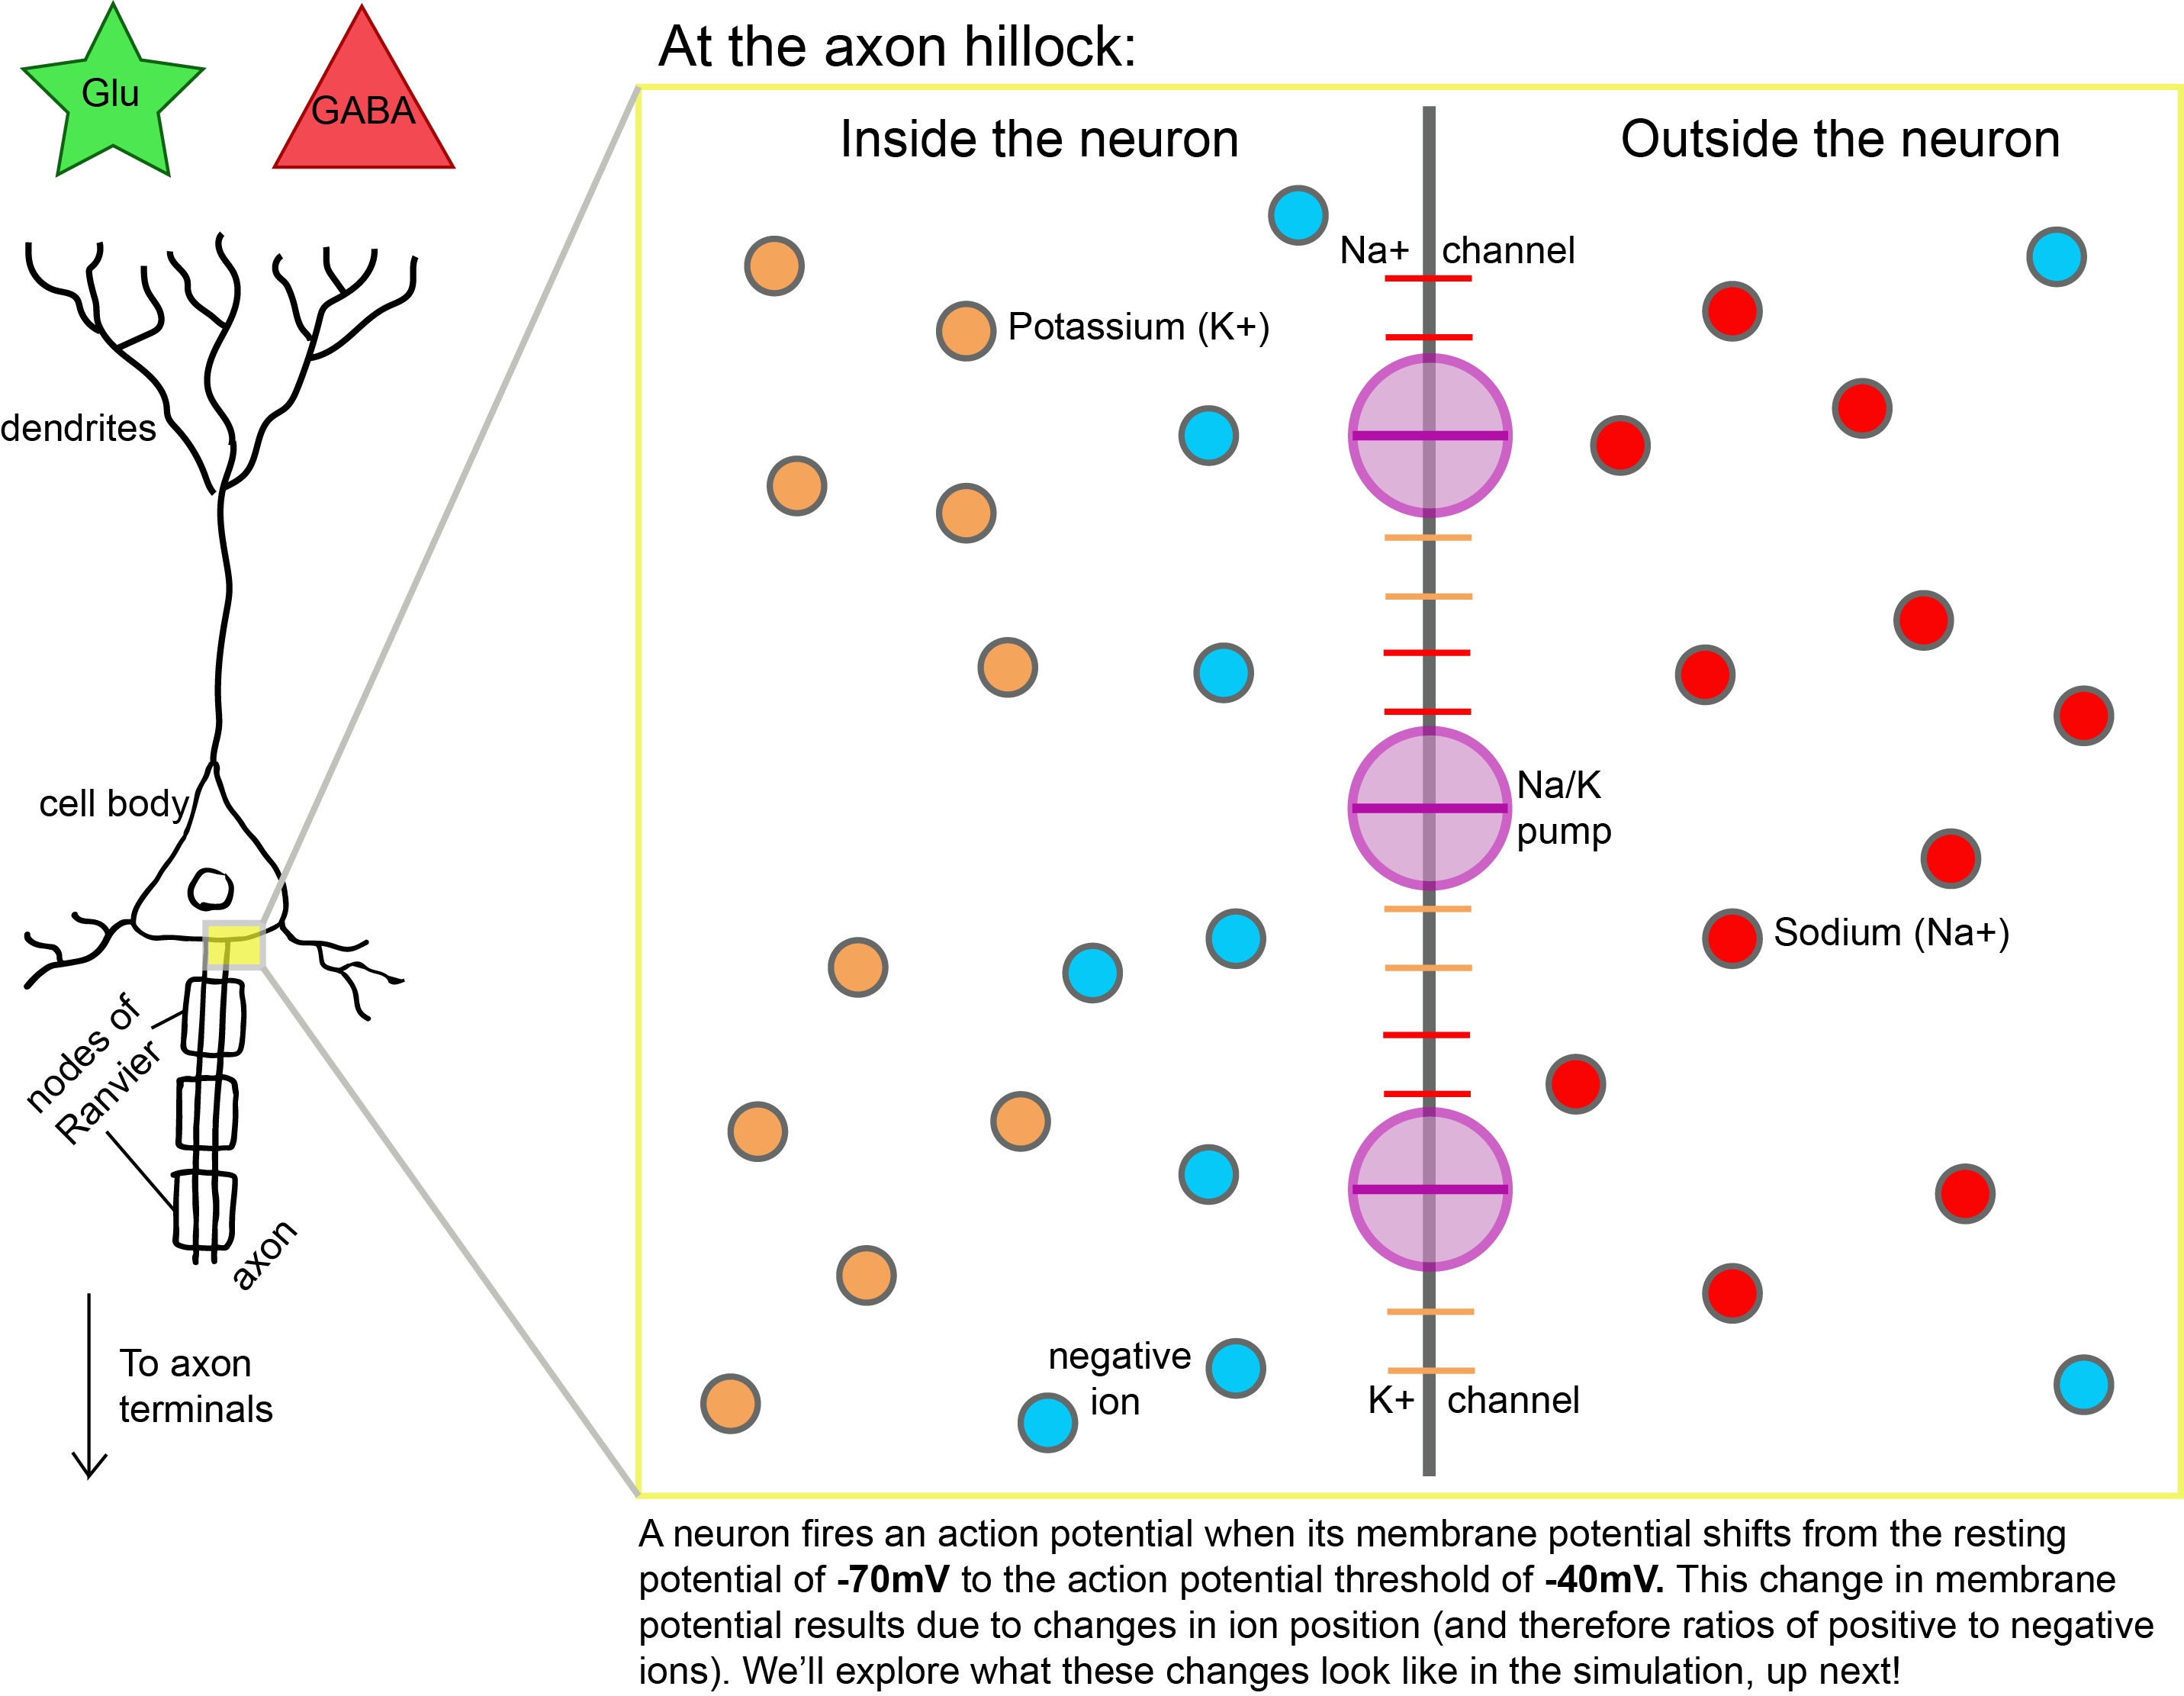 Glu
GABA
At the axon hillock:
Inside the neuron
Outside the neuron
Na+ channel
Potassium (K+)
dendrites
Na/K
pump
cell body
Sodium (Na+)
nodes of
Ranvier
axon
negative
ion
To axon
terminals
K+ channel
A neuron fires an action potential when its membrane potential shifts from the resting
potential of -70mV to the action potential threshold of -40mV. This change in membrane
potential results due to changes in ion position (and therefore ratios of positive to negative
ions). We'll explore what these changes look like in the simulation, up next!